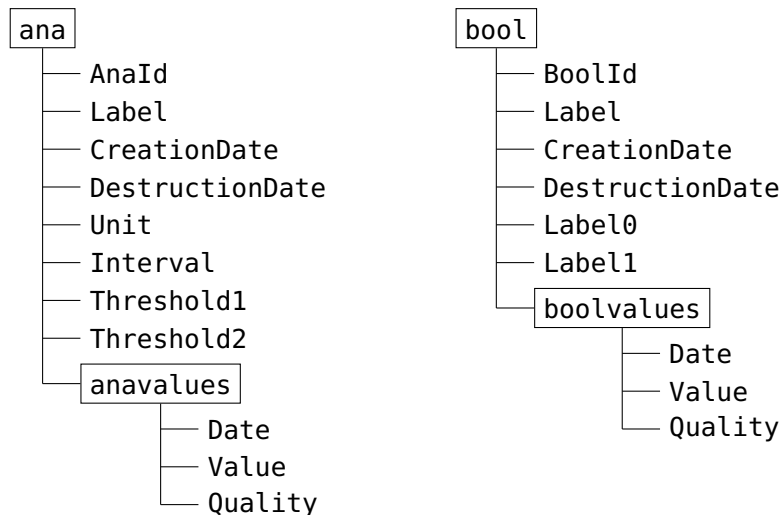 ana
AnaId
Label
CreationDate
DestructionDate
Unit
Interval
Threshold1
Threshold2
anavalues
Date
Value
Quality
bool
BoolId
Label
CreationDate
DestructionDate
Label0
Label1
boolvalues
Date
Value
Quality